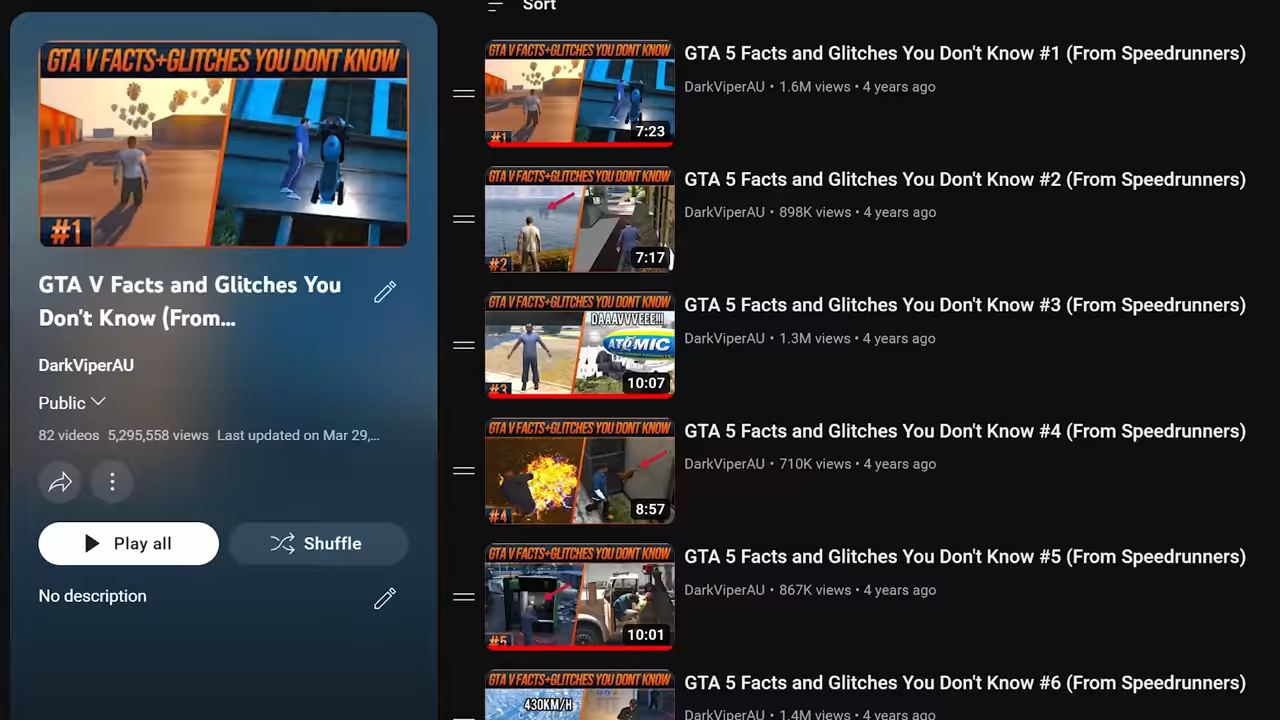 GTA V FACTS+GLITCHES YOU DONT KNOW
#1
GTA V Facts and Glitches You
Don't Know (From...
DarkViperAU
Public
82 videos 5,295,558 views Last updated on Mar 29,...
Play all
Shuffle
No description
Sort
GTA V FACTS+GLITCHES YOU DONT KNOW
#1
7:23
GTA 5 Facts and Glitches You Don't Know #1 (From Speedrunners)
DarkViperAU • 1.6M views • 4 years ago
GTA V FACTS+GLITCHES YOU DONT KNOW
#2
7:17
GTA 5 Facts and Glitches You Don't Know #2 (From Speedrunners)
DarkViperAU • 898K views • 4 years ago
GTA V FACTS+GLITCHES YOU DONT KNOW
DAAAVVVEEE!!!
ATOMIC
#3
10:07
GTA 5 Facts and Glitches You Don't Know #3 (From Speedrunners)
DarkViperAU • 1.3M views • 4 years ago
GTA V FACTS+GLITCHES YOU DONT KNOW
#4
8:57
GTA 5 Facts and Glitches You Don't Know #4 (From Speedrunners)
DarkViperAU • 710K views • 4 years ago
GTA V FACTS+GLITCHES YOU DONT KNOW
#5
10:01
GTA 5 Facts and Glitches You Don't Know #5 (From Speedrunners)
DarkViperAU • 867K views • 4 years ago
GTA V FACTS+GLITCHES YOU DONT KNOW
430KM/H
GTA 5 Facts and Glitches You Don't Know #6 (From Speedrunners)
DarkViperAU • 1.4M views • 4 years ago